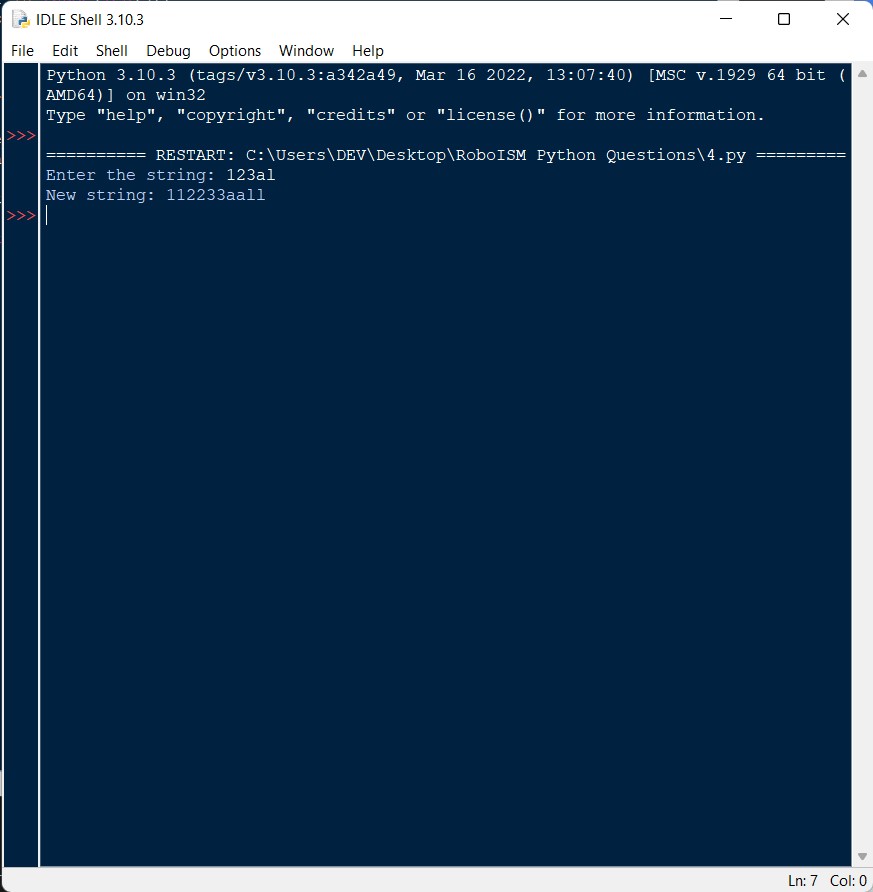 IDLE Shell 3.10.3
File Edit Shell Debug Options Window Help
Python 3.10.3 (tags/v3.10.3:a342a49, Mar 16 2022, 13:07:40) [MSC v.1929 64 bit (
AMD64)] on win32
Type "help", "copyright", "credits" or "license()" for more information.
>>>
========== RESTART: C:\Users\DEV\Desktop\RoboISM Python Questions\4.py =========
Enter the string: 123al
New string: 112233aall
>>>
Ln: 7 Col: 0